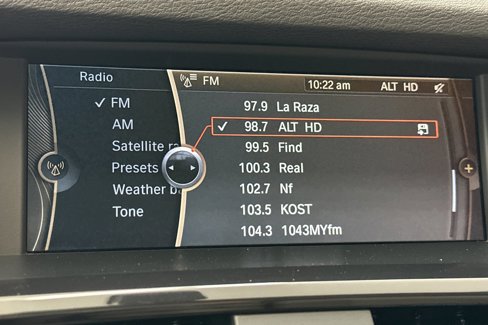 Radio
FM
10:22 am
ALT HD
FM
AM
Satellite ra
Presets
Weather b
Tone
97.9 La Raza
98.7 ALT HD
99.5 Find
100.3 Real
102.7 Nf
103.5 KOST
104.3 1043MYfm